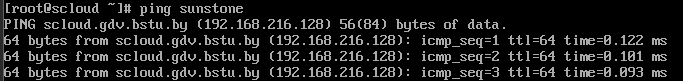 [root@scloud ~]# ping sunstone
PING scloud.gdv.bstu.by (192.168.216.128) 56(84) bytes of data.
64 bytes from scloud.gdv.bstu.by (192.168.216.128): icmp_seq=1 ttl=64 time=0.122 ms
64 bytes from scloud.gdv.bstu.by (192.168.216.128): icmp_seq=2 ttl=64 time=0.101 ms
64 bytes from scloud.gdv.bstu.by (192.168.216.128): icmp_seq=3 ttl=64 time=0.093 ms